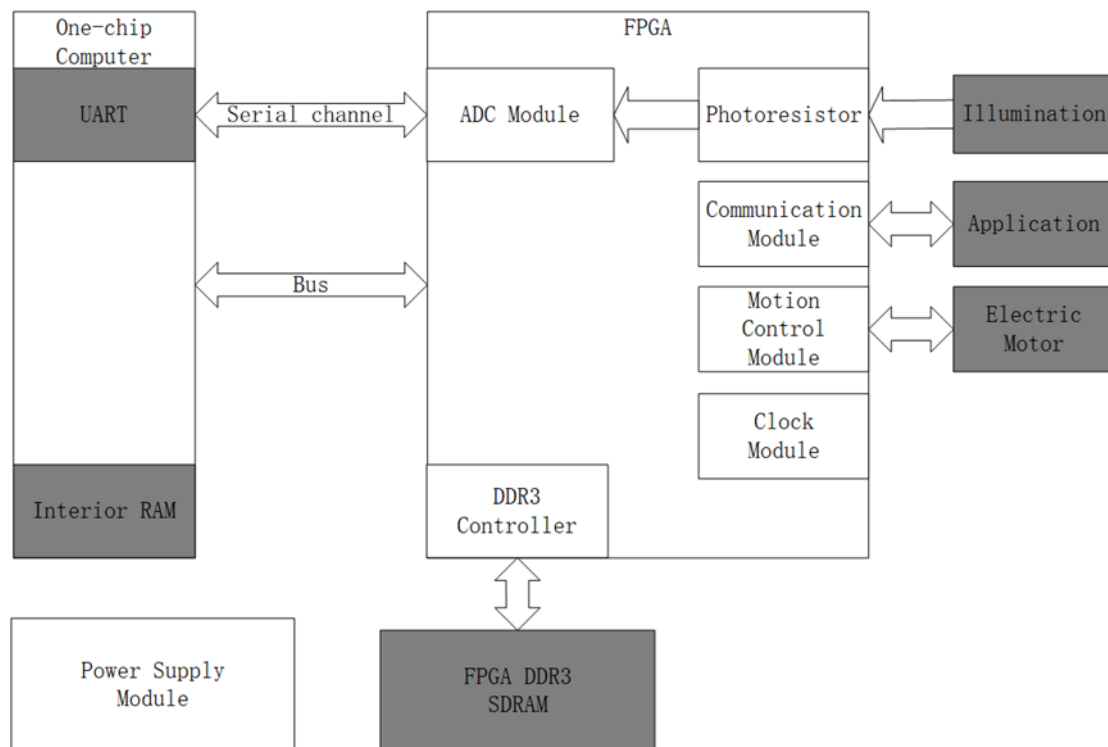 One-chip
Computer
UART
Serial channel
Bus
Interior RAM
FPGA
ADC Module
Photoresistor
Illumination
Communication
Module
Application
Motion
Control
Module
Electric
Motor
Clock
Module
DDR3
Controller
Power Supply
Module
FPGA DDR3
SDRAM